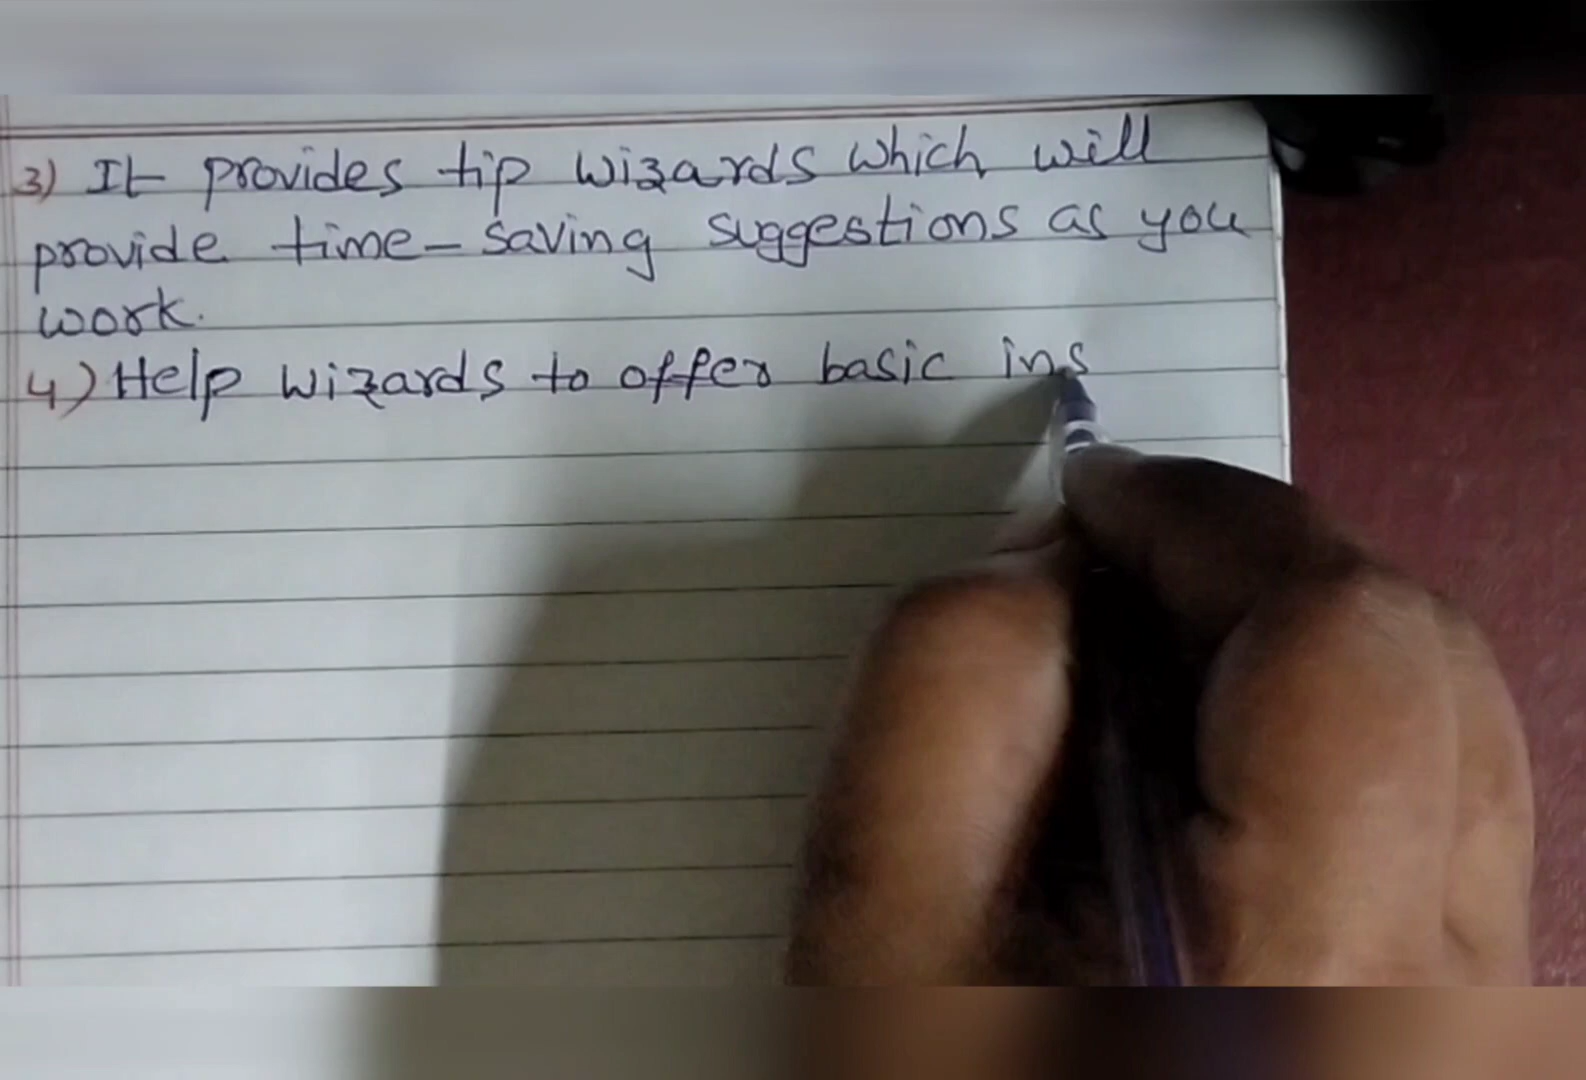 3) It provides tip wizards which will
provide time-saving suggestions as you
work.
4) Help wizards to offer basic ins